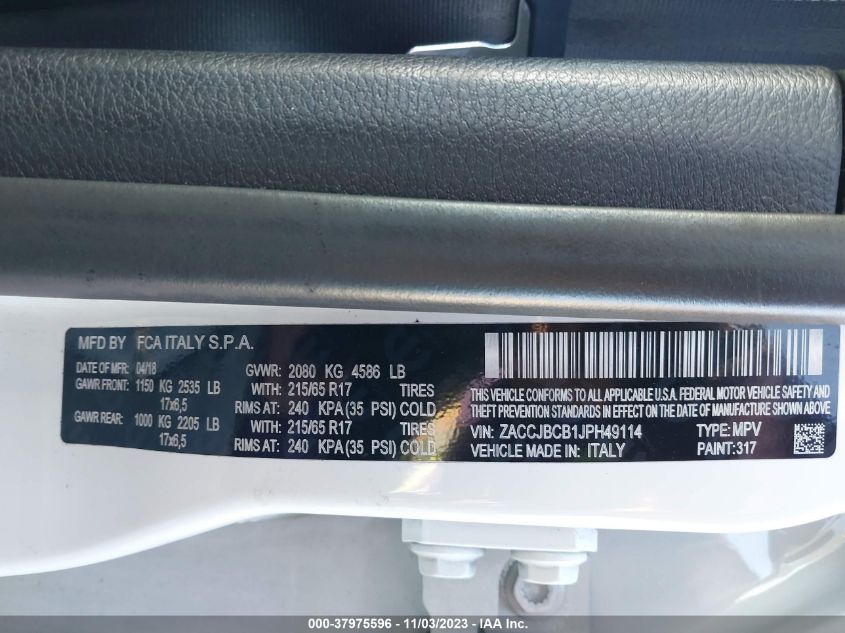 MFD BY FCA ITALY S.P.A.
DATE OF MFR: 04/18 GVWR: 2080 KG 4586 LB
GAWR FRONT: 1150 KG 2535 LB WITH: 215/65 R17 TIRES
17x6,5 RIMS AT: 240 KPA(35 PSI) COLD
GAWR REAR: 1000 KG 2205 LB WITH: 215/65 R17 TIRES
17x6,5 RIMS AT: 240 KPA(35 PSI) COLD
THIS VEHICLE CONFORMS TO ALL APPLICABLE U.S.A. FEDERAL MOTOR VEHICLE SAFETY AND
THEFT PREVENTION STANDARDS IN EFFECT ON THE DATE OF MANUFACTURE SHOWN ABOVE
VIN: ZACCJBCB1JPH49114 TYPE: MPV
VEHICLE MADE IN: ITALY PAINT:317
000-37975596 - 11/03/2023 - IAA Inc.